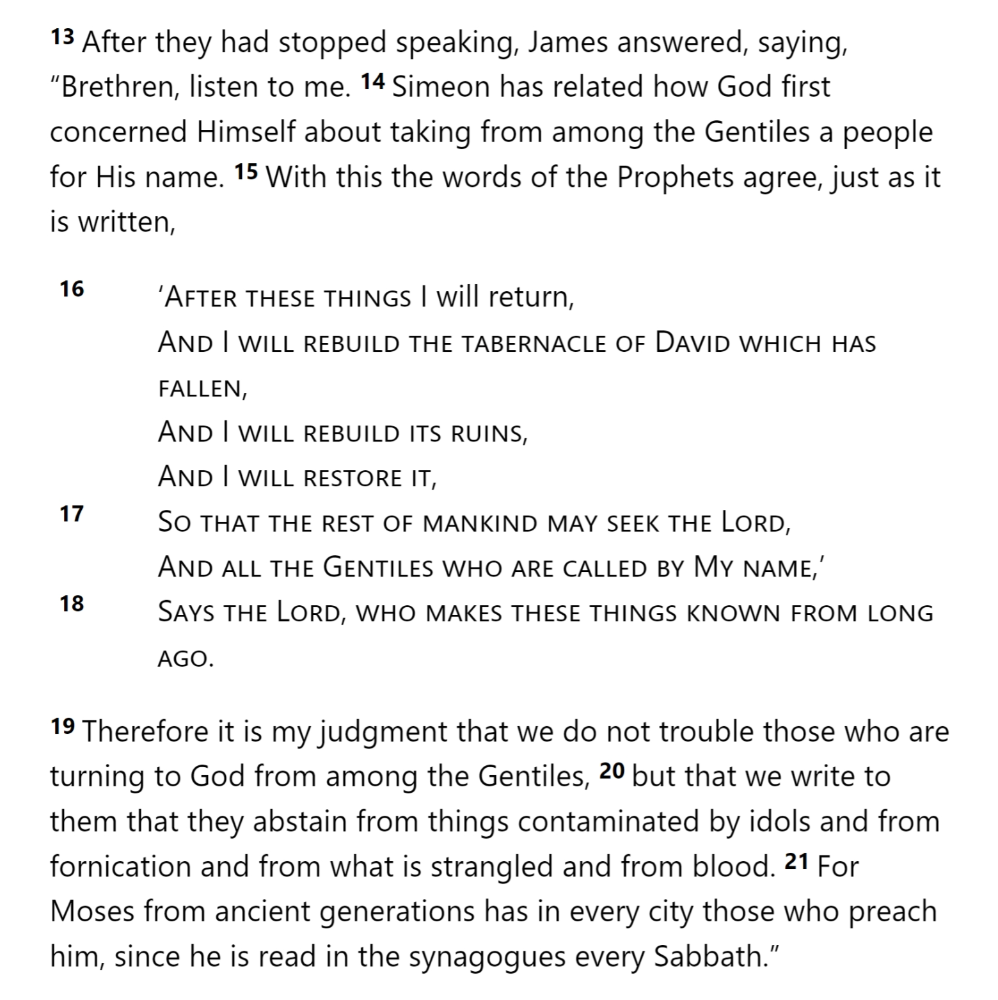 13 After they had stopped speaking, James answered, saying,
“Brethren, listen to me. 14 Simeon has related how God first
concerned Himself about taking from among the Gentiles a people
for His name. 15 With this the words of the Prophets agree, just as it
is written,
16 ‘After these things I will return,
And I will rebuild the tabernacle of David which has
fallen,
And I will rebuild its ruins,
And I will restore it,
17 So that the rest of mankind may seek the Lord,
And all the Gentiles who are called by My name,’
18 Says the Lord, who makes these things known from long
ago.
19 Therefore it is my judgment that we do not trouble those who are
turning to God from among the Gentiles, 20 but that we write to
them that they abstain from things contaminated by idols and from
fornication and from what is strangled and from blood. 21 For
Moses from ancient generations has in every city those who preach
him, since he is read in the synagogues every Sabbath.”